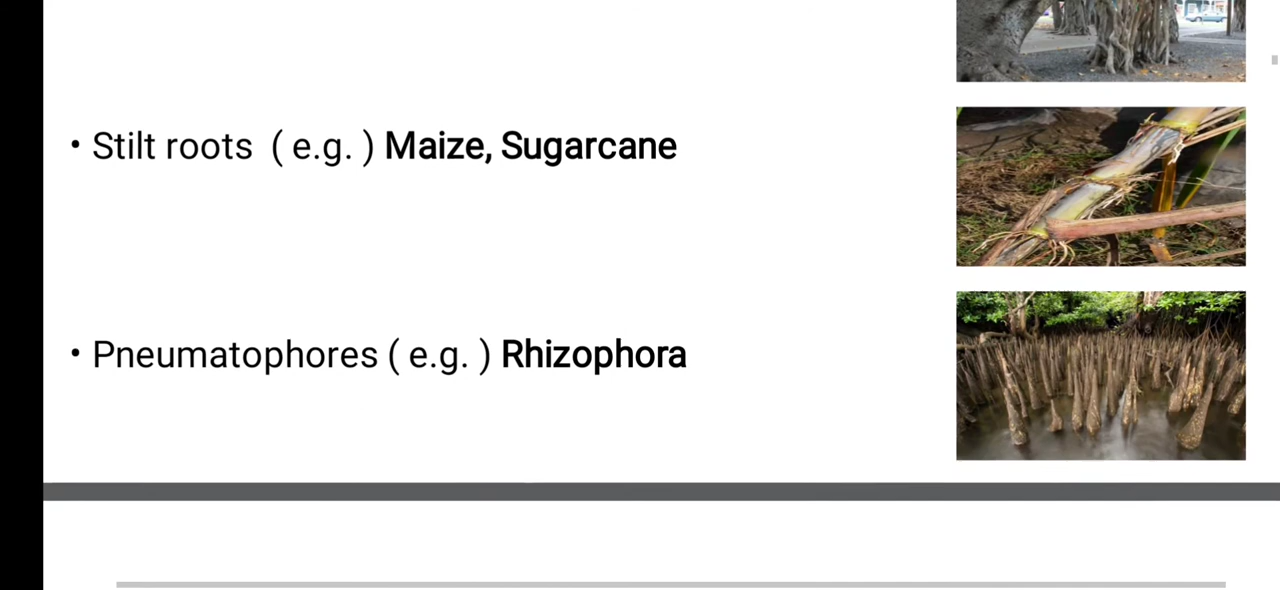 • Stilt roots ( e.g. ) Maize, Sugarcane
• Pneumatophores ( e.g. ) Rhizophora